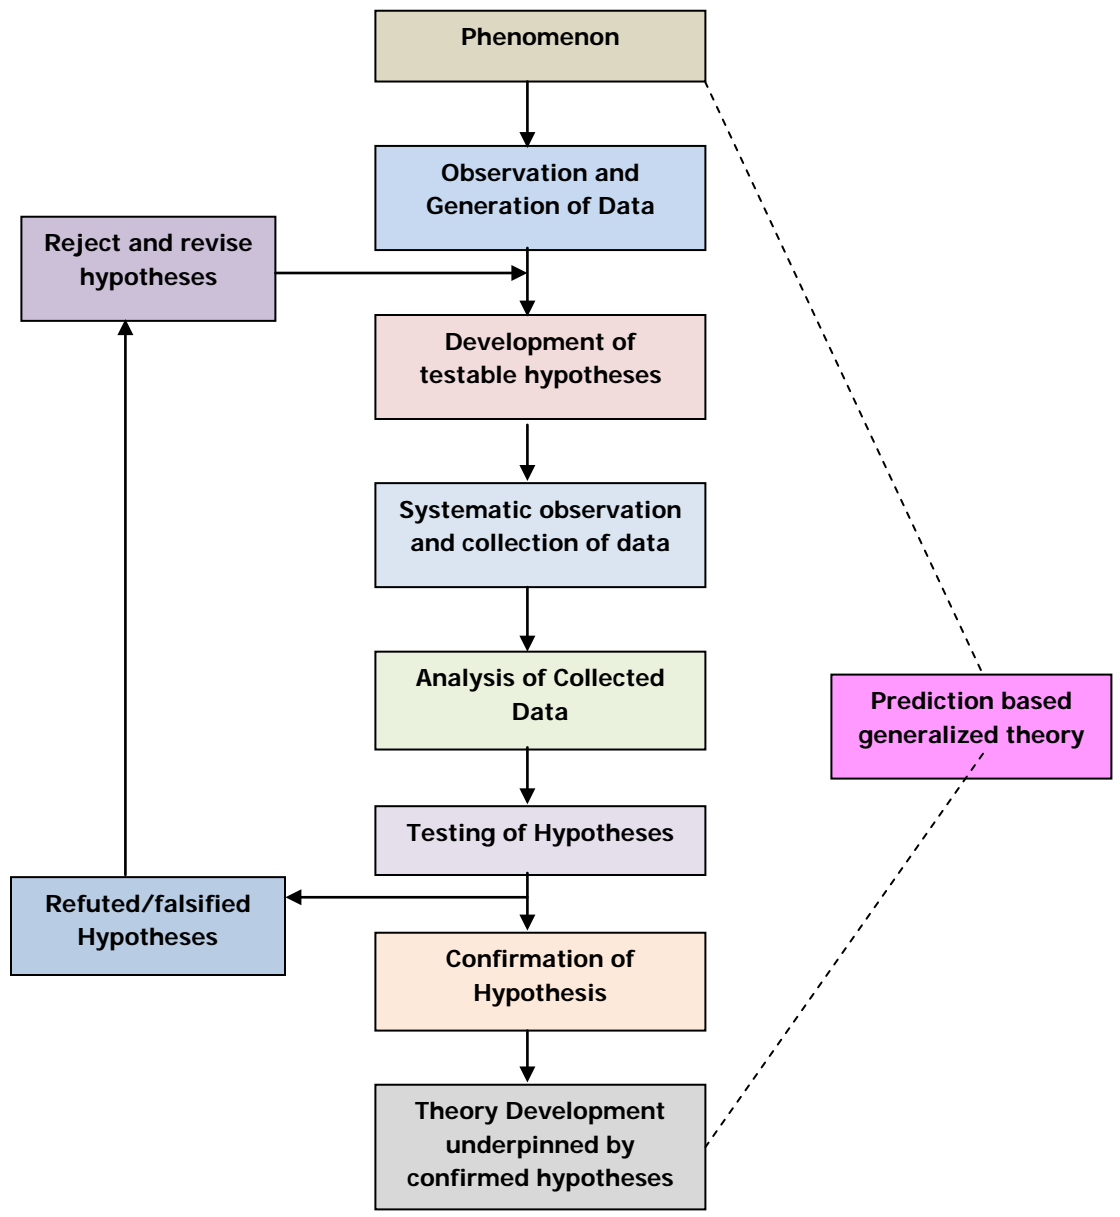 Phenomenon
Observation and
Generation of Data
Reject and revise
hypotheses
Development of
testable hypotheses
Systematic observation
and collection of data
Analysis of Collected
Data
Prediction based
generalized theory
Testing of Hypotheses
Refuted/falsified
Hypotheses
Confirmation of
Hypothesis
Theory Development
underpinned by
confirmed hypotheses